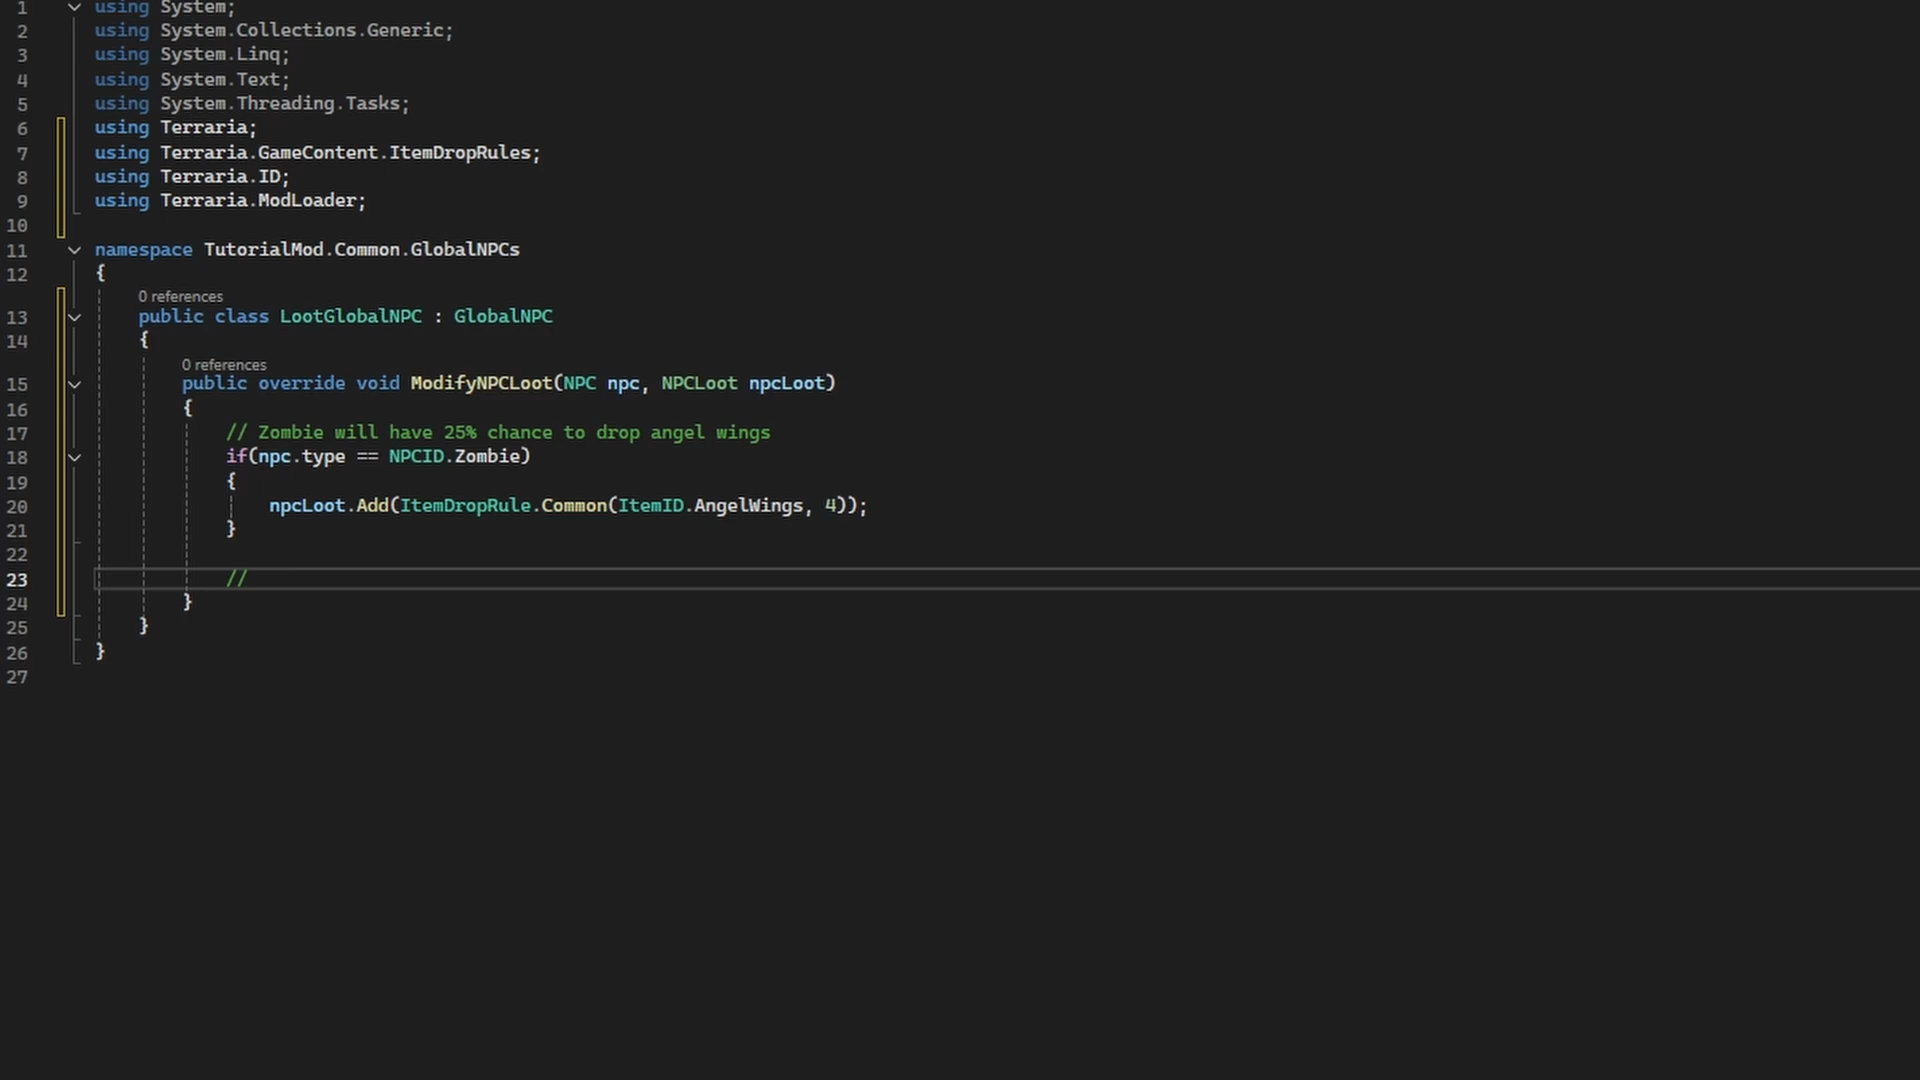 1 using System;
2 using System.Collections.Generic;
3 using System.Linq;
4 using System.Text;
5 using System.Threading.Tasks;
6 using Terraria;
7 using Terraria.GameContent.ItemDropRules;
8 using Terraria.ID;
9 using Terraria.ModLoader;
10
11 namespace TutorialMod.Common.GlobalNPCs
12 {
0 references
13 public class LootGlobalNPC : GlobalNPC
14 {
0 references
15 public override void ModifyNPCLoot(NPC npc, NPCLoot npcLoot)
16 {
17 // Zombie will have 25% chance to drop angel wings
18 if(npc.type == NPCID.Zombie)
19 {
20 npcLoot.Add(ItemDropRule.Common(ItemID.AngelWings, 4));
21 }
22
23 //
24 }
25 }
26 }
27